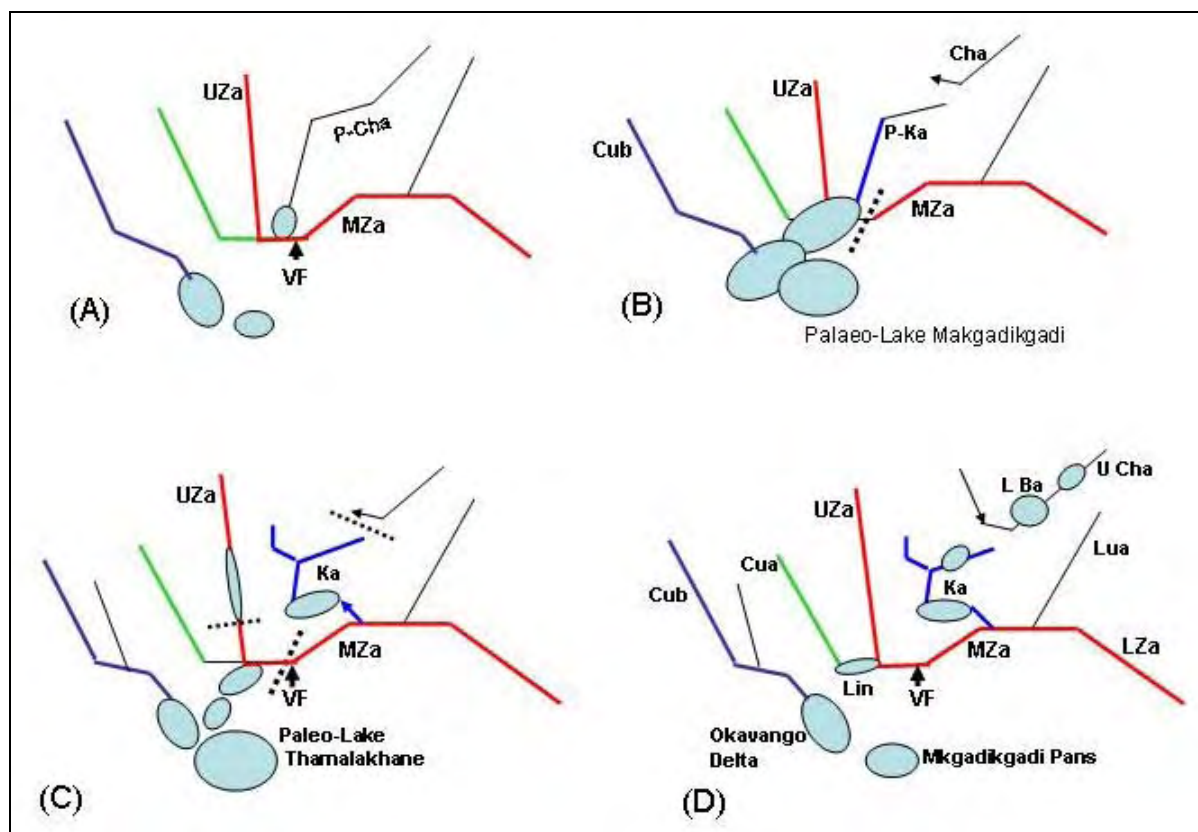 UZa
P-Cha
MZa
VF
(A)
Cha
UZa
P-Ka
Cub
MZa
(B)
Palaeo-Lake Makgadikgadi
UZa
Ka
MZa
VF
Paleo-Lake
Thamalakhane
(C)
U Cha
L Ba
UZa
Lua
Cua
Ka
Cub
MZa
LZa
Lin
VF
Okavango
Delta
Mkgadikgadi Pans
(D)